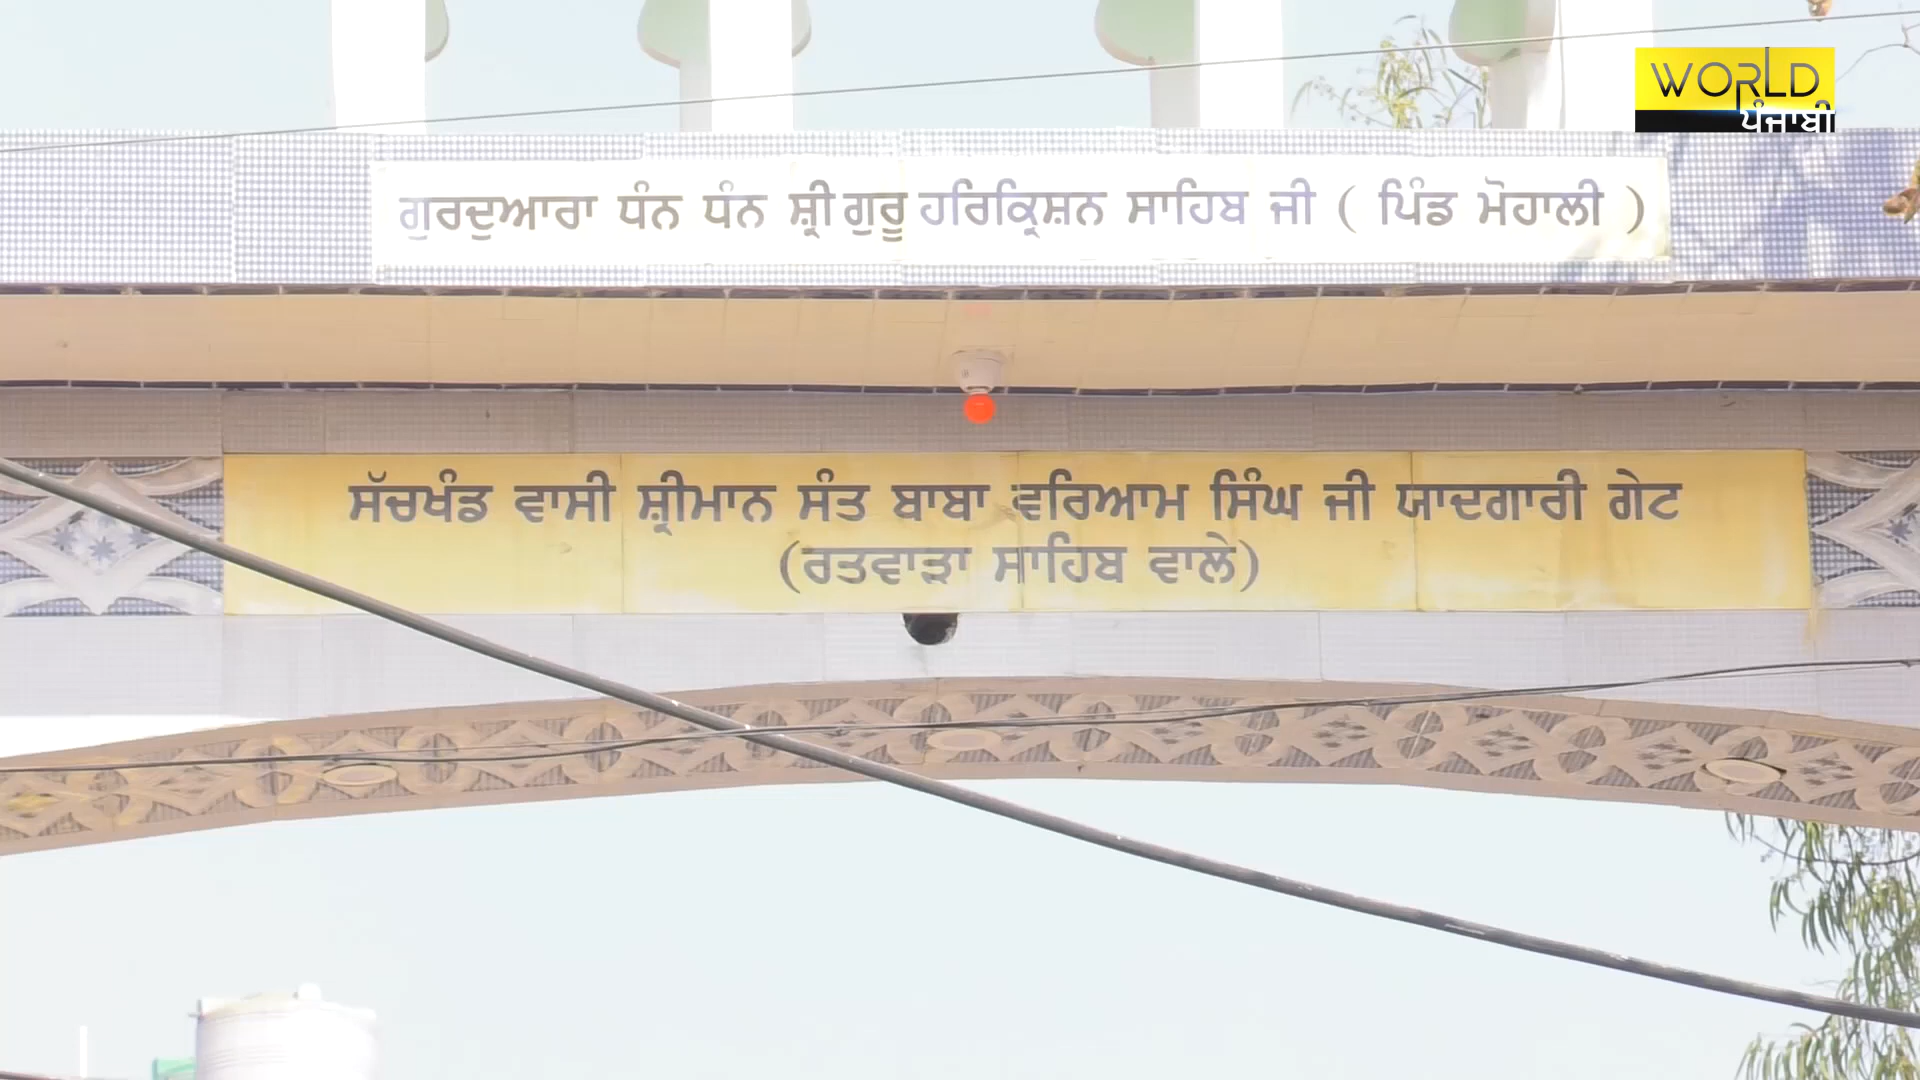 WORLD
ਪੰਜਾਬੀ
ਗੁਰਦੁਆਰਾ ਧੰਨ ਧੰਨ ਸ਼੍ਰੀ ਗੁਰੂ ਹਰਿਕ੍ਰਿਸ਼ਨ ਸਾਹਿਬ ਜੀ ( ਪਿੰਡ ਮੋਹਾਲੀ )
ਸੱਚਖੰਡ ਵਾਸੀ ਸ਼੍ਰੀਮਾਨ ਸੰਤ ਬਾਬਾ ਵਰਿਆਮ ਸਿੰਘ ਜੀ ਯਾਦਗਾਰੀ ਗੇਟ
(ਰਤਵਾੜਾ ਸਾਹਿਬ ਵਾਲੇ)